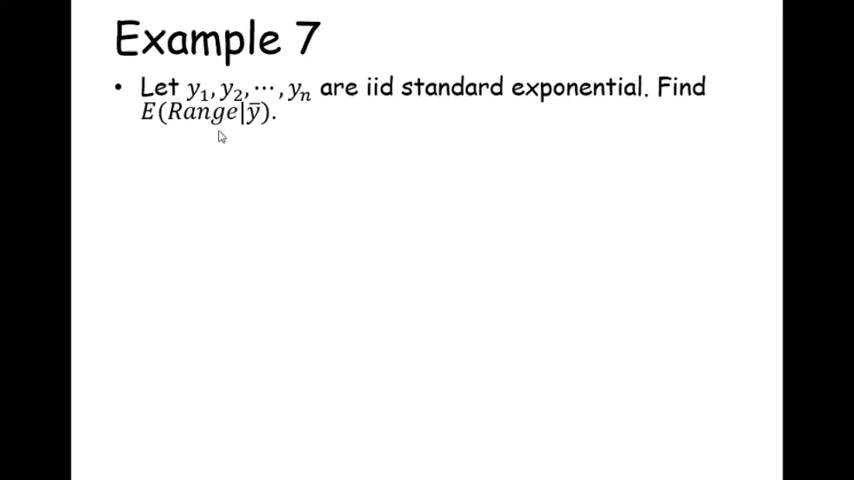 Example 7
• Let y₁, y₂, ⋯, yₙ are iid standard exponential. Find
E(Range|ȳ).